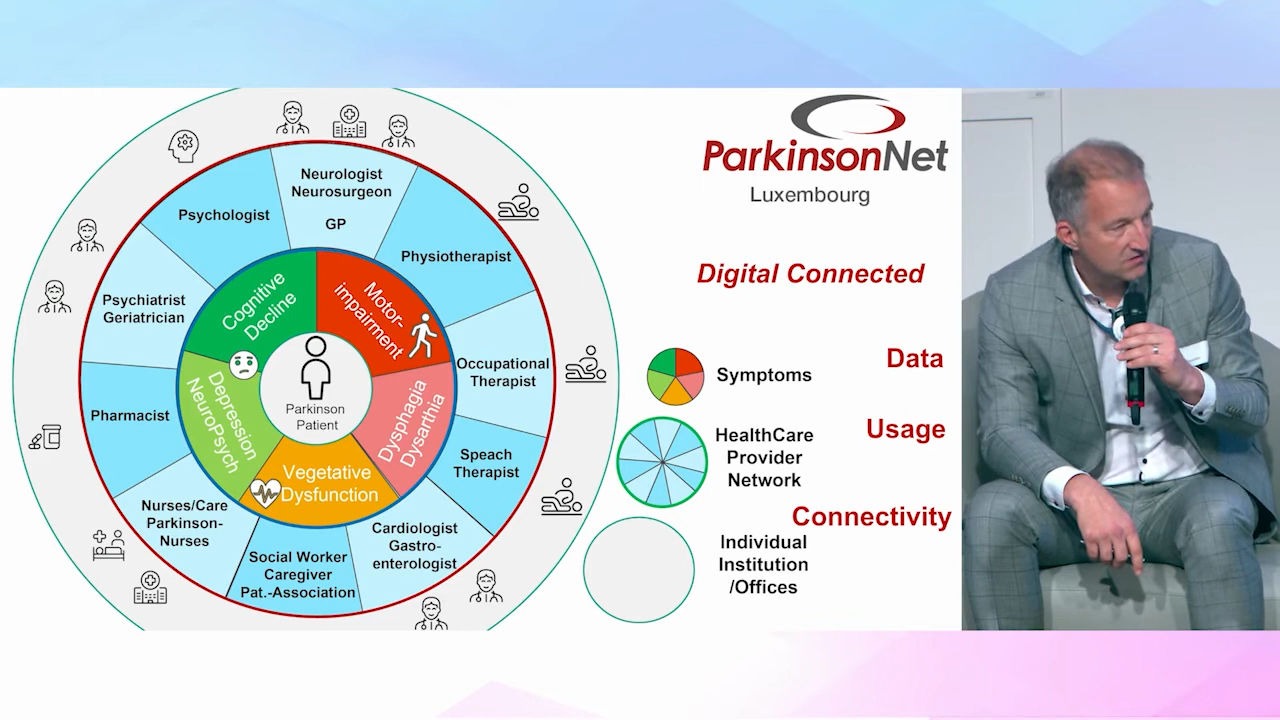 ParkinsonNet
Luxembourg
Digital Connected
Data
Usage
Connectivity
Neurologist
Neurosurgeon
GP
Physiotherapist
Occupational
Therapist
Speach
Therapist
Cardiologist
Gastro-
enterologist
Social Worker
Caregiver
Pat.-Association
Nurses/Care
Parkinson-
Nurses
Pharmacist
Psychiatrist
Geriatrician
Psychologist
Cognitive
Decline
Motor-
impairment
Dysphagia
Dysarthia
Vegetative
Dysfunction
Depression
NeuroPsych
Parkinson
Patient
Symptoms
HealthCare
Provider
Network
Individual
Institution
/Offices